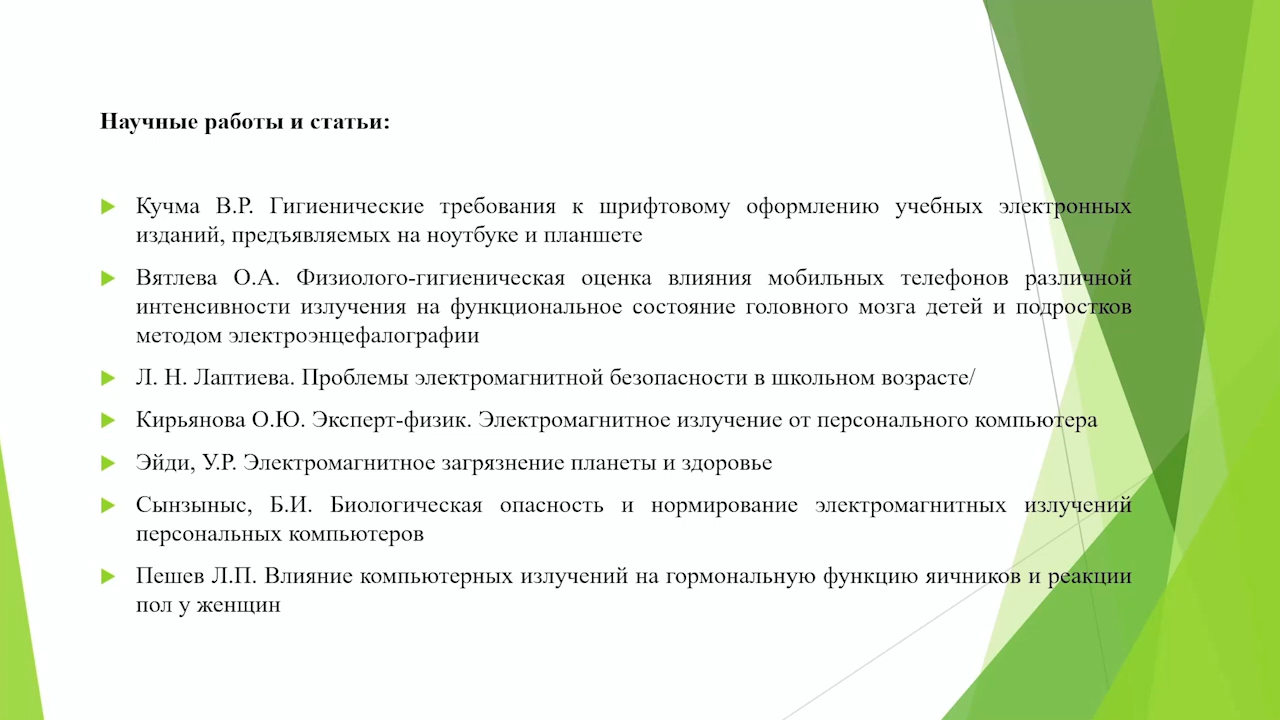 Научные работы и статьи:
Кучма В.Р. Гигиенические требования к шрифтовому оформлению учебных электронных
изданий, предъявляемых на ноутбуке и планшете
Вятлева О.А. Физиолого-гигиеническая оценка влияния мобильных телефонов различной
интенсивности излучения на функциональное состояние головного мозга детей и подростков
методом электроэнцефалографии
Л. Н. Лаптиева. Проблемы электромагнитной безопасности в школьном возрасте/
Кирьянова О.Ю. Эксперт-физик. Электромагнитное излучение от персонального компьютера
Эйди, У.Р. Электромагнитное загрязнение планеты и здоровье
Сынзыныс, Б.И. Биологическая опасность и нормирование электромагнитных излучений
персональных компьютеров
Пешев Л.П. Влияние компьютерных излучений на гормональную функцию яичников и реакции
пол у женщин